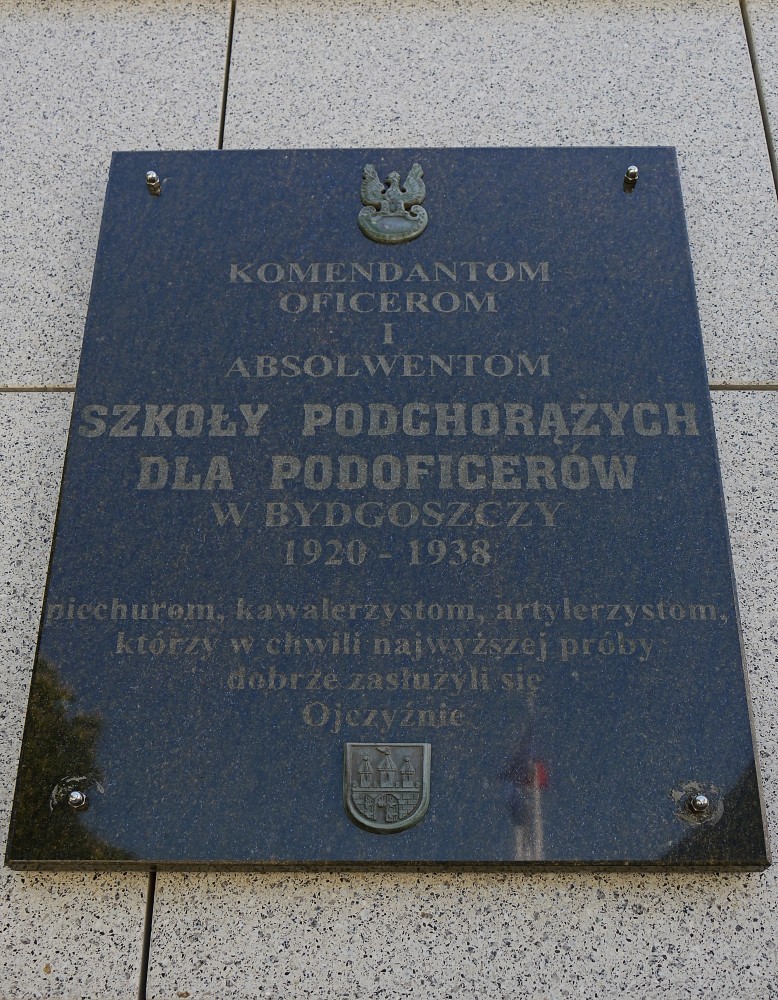 KOMENDANTOM
OFICEROM
I
ABSOLWENTOM
SZKOŁY PODCHORĄŻYCH
DLA PODOFICERÓW
W BYDGOSZCZY
1920 - 1938
piechurom, kawalerzystom, artylerzystom,
którzy w chwili najwyższej próby
dobrze zasłużyli się
Ojczyźnie